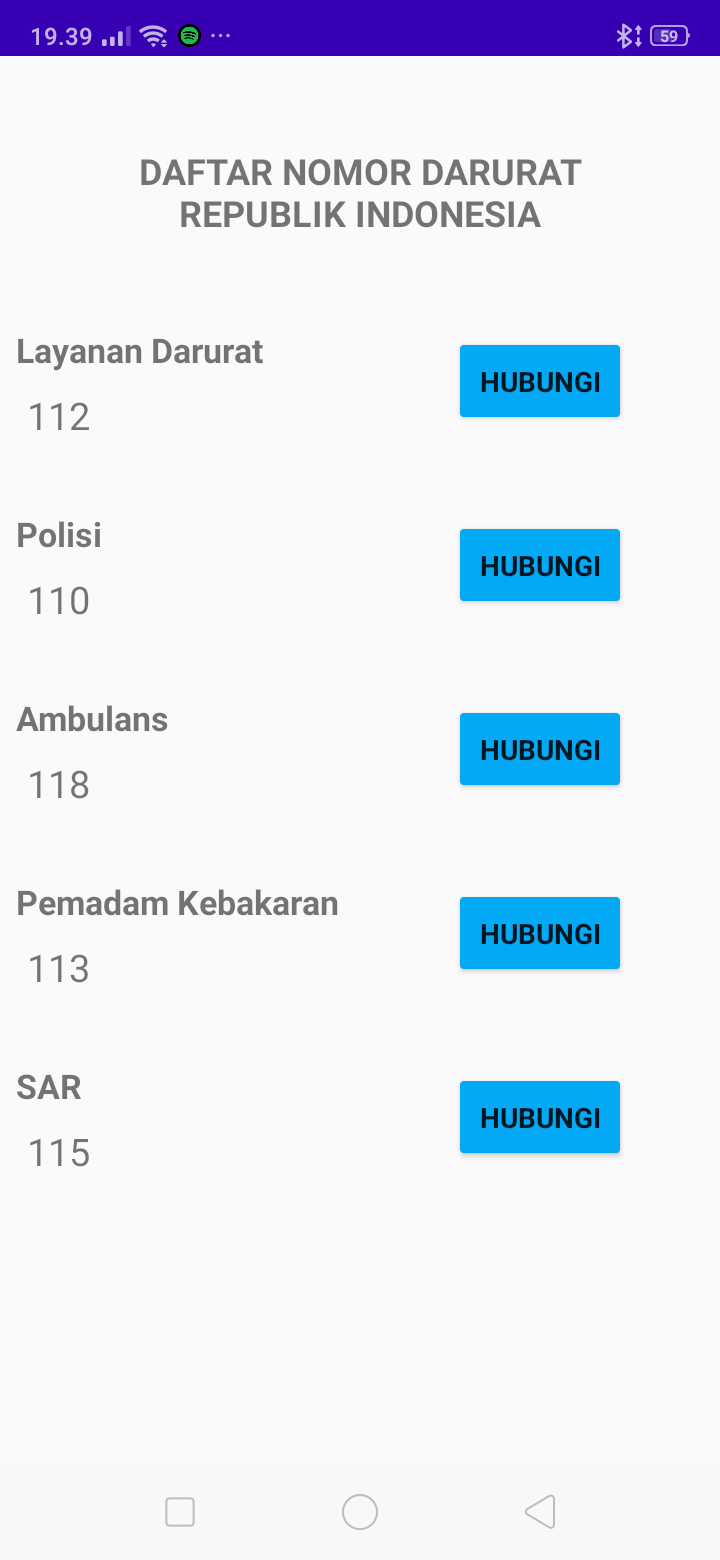 19.39
59
DAFTAR NOMOR DARURAT
REPUBLIK INDONESIA
Layanan Darurat
HUBUNGI
112
Polisi
HUBUNGI
110
Ambulans
HUBUNGI
118
Pemadam Kebakaran
HUBUNGI
113
SAR
HUBUNGI
115